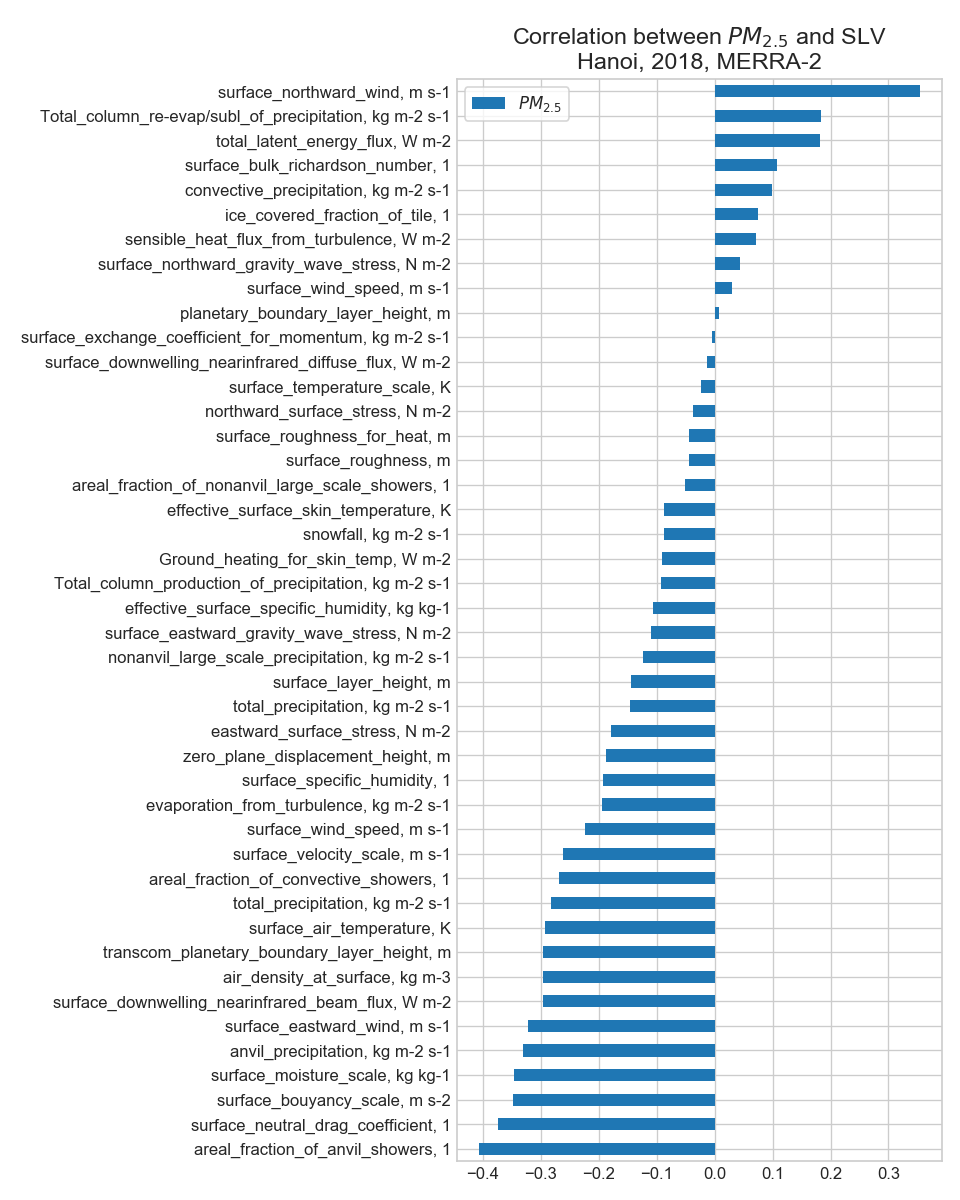 Correlation between PM2.5 and SLV
Hanoi, 2018, MERRA-2
PM2.5
surface_northward_wind, m s-1
Total_column_re-evap/subl_of_precipitation, kg m-2 s-1
total_latent_energy_flux, W m-2
surface_bulk_richardson_number, 1
convective_precipitation, kg m-2 s-1
ice_covered_fraction_of_tile, 1
sensible_heat_flux_from_turbulence, W m-2
surface_northward_gravity_wave_stress, N m-2
surface_wind_speed, m s-1
planetary_boundary_layer_height, m
surface_exchange_coefficient_for_momentum, kg m-2 s-1
surface_downwelling_nearinfrared_diffuse_flux, W m-2
surface_temperature_scale, K
northward_surface_stress, N m-2
surface_roughness_for_heat, m
surface_roughness, m
areal_fraction_of_nonanvil_large_scale_showers, 1
effective_surface_skin_temperature, K
snowfall, kg m-2 s-1
Ground_heating_for_skin_temp, W m-2
Total_column_production_of_precipitation, kg m-2 s-1
effective_surface_specific_humidity, kg kg-1
surface_eastward_gravity_wave_stress, N m-2
nonanvil_large_scale_precipitation, kg m-2 s-1
surface_layer_height, m
total_precipitation, kg m-2 s-1
eastward_surface_stress, N m-2
zero_plane_displacement_height, m
surface_specific_humidity, 1
evaporation_from_turbulence, kg m-2 s-1
surface_wind_speed, m s-1
surface_velocity_scale, m s-1
areal_fraction_of_convective_showers, 1
total_precipitation, kg m-2 s-1
surface_air_temperature, K
transcom_planetary_boundary_layer_height, m
air_density_at_surface, kg m-3
surface_downwelling_nearinfrared_beam_flux, W m-2
surface_eastward_wind, m s-1
anvil_precipitation, kg m-2 s-1
surface_moisture_scale, kg kg-1
surface_bouyancy_scale, m s-2
surface_neutral_drag_coefficient, 1
areal_fraction_of_anvil_showers, 1
−0.4 −0.3 −0.2 −0.1 0.0 0.1 0.2 0.3